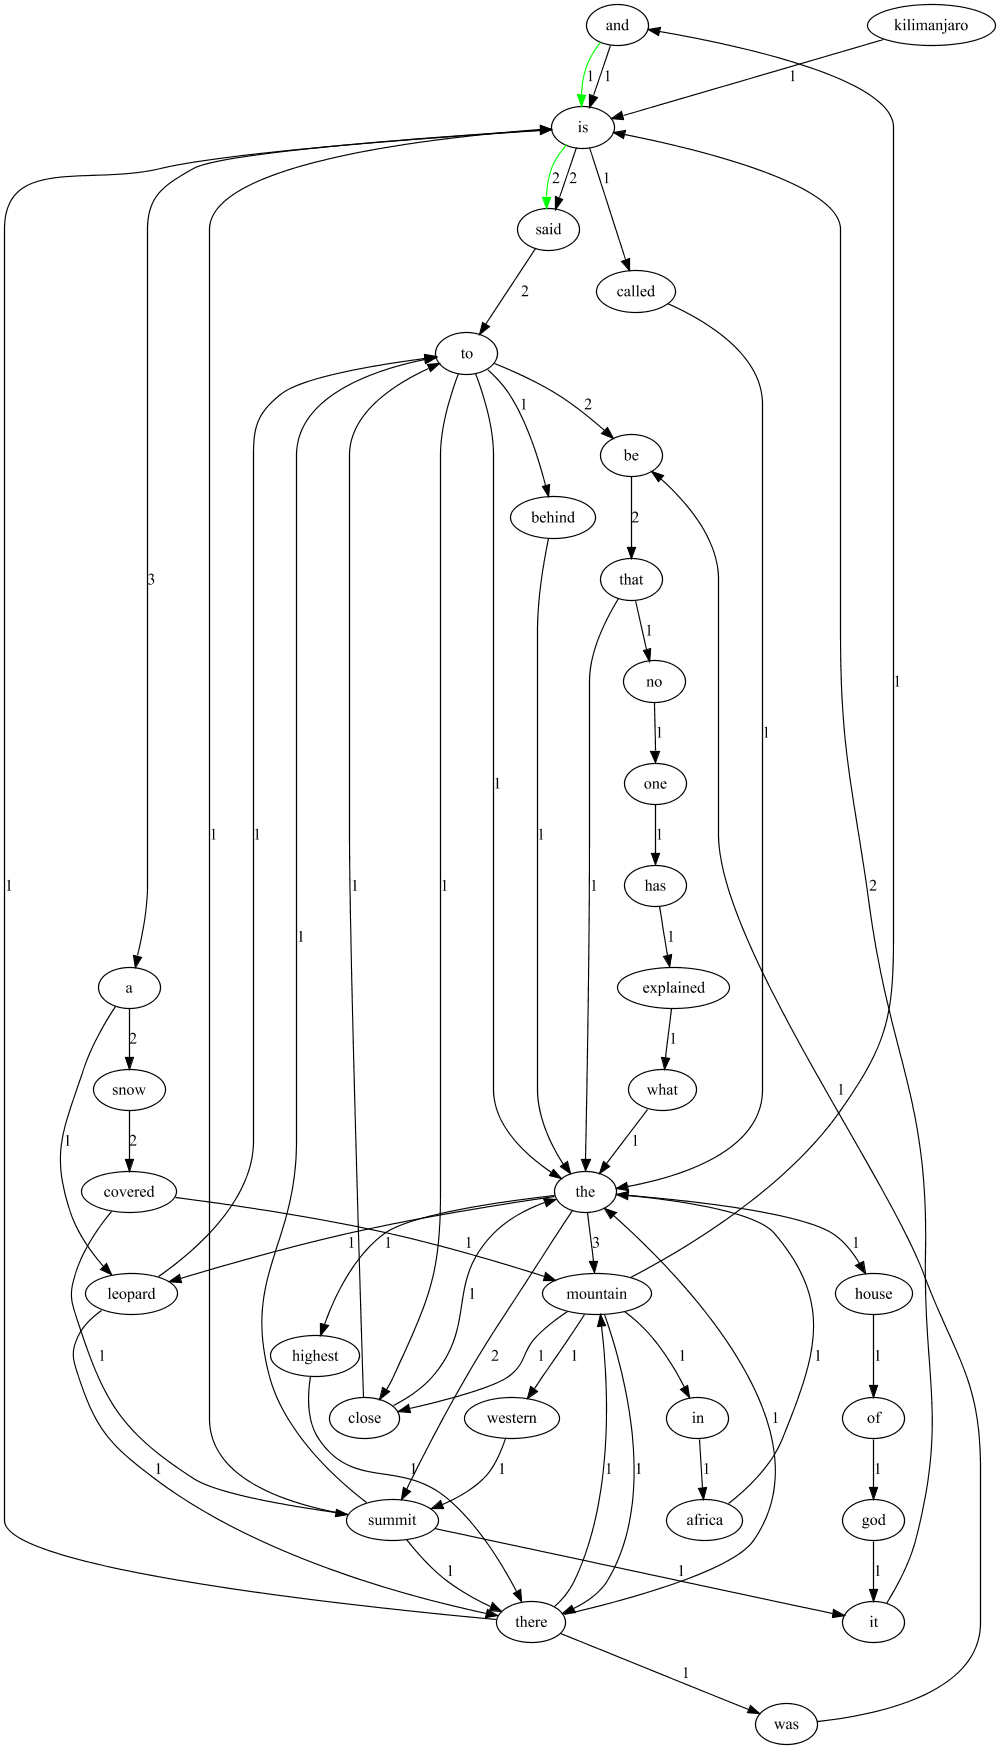 and
kilimanjaro
1 1
1
is
2 2
1
said
called
2
to
1
2
be
behind
2
3
that
1
no
1
1
1
one
1
1
1
1
2
has
1
1
1
1
1
1
a
explained
2
1
snow
what
1
1
1
1
covered
the
1
1
1
3
1
leopard
mountain
house
highest
1
2
1
1
1
1
1
close
western
in
of
1
1
1
1
1
1
1
1
1
summit
africa
god
1
1
1
there
it
1
was